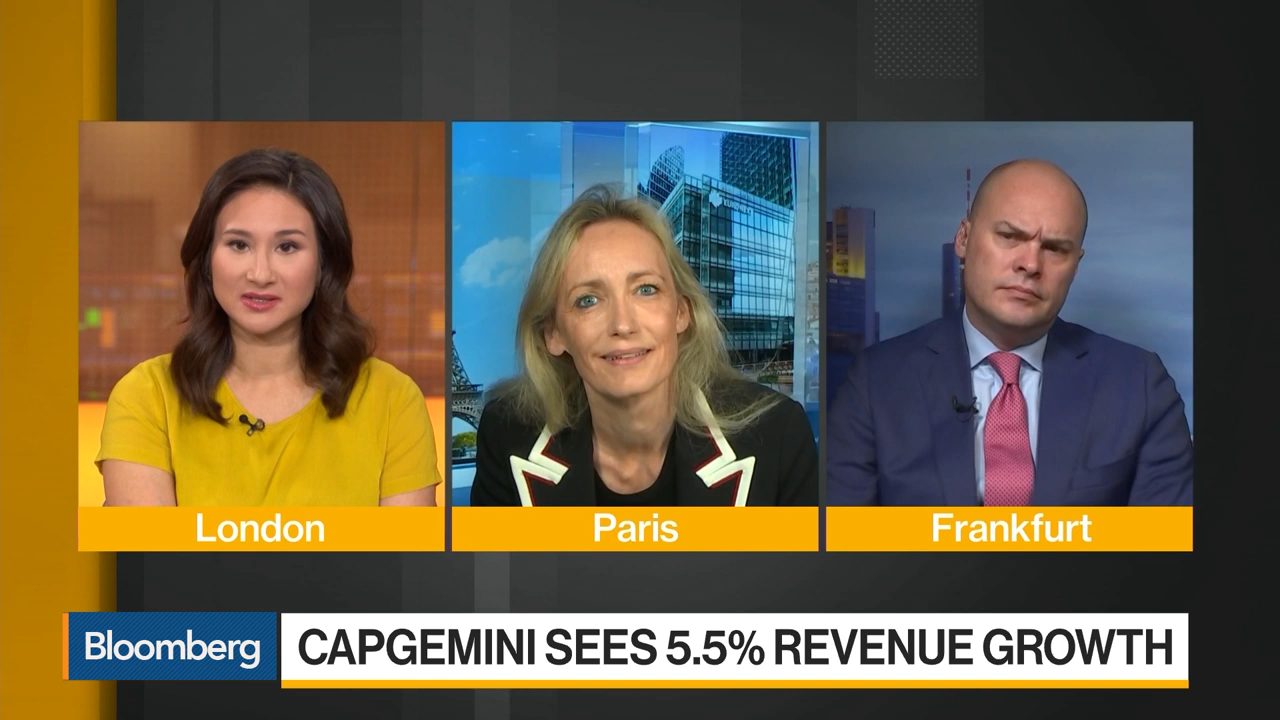 London
Paris
Frankfurt
Bloomberg
CAPGEMINI SEES 5.5% REVENUE GROWTH